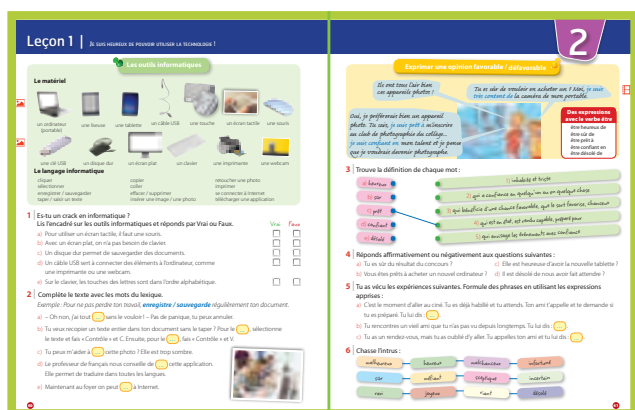 Leçon 1 | JE SUIS HEUREUX DE POUVOIR UTILISER LA TECHNOLOGIE !
Les outils informatiques
Le matériel
un ordinateur
(portable)
une liseuse
une tablette
un câble USB
une touche
un écran tactile
une souris
une clé USB
un disque dur
un écran plat
un clavier
une imprimante
une webcam
Le langage informatique
cliquer
sélectionner
enregistrer / sauvegarder
taper / saisir un texte
copier
coller
effacer / supprimer
insérer une image / une photo
retoucher une photo
imprimer
se connecter à Internet
télécharger une application
1 Es-tu un crack en informatique ?
Lis l'encadré sur les outils informatiques et réponds par Vrai ou Faux.
Vrai Faux
a) Pour utiliser un écran tactile, il faut une souris.
b) Avec un écran plat, on n'a pas besoin de clavier.
c) Un disque dur permet de sauvegarder des documents.
d) Un câble USB sert à connecter des éléments à l'ordinateur, comme
une imprimante ou une webcam.
e) Sur le clavier, les touches des lettres sont dans l'ordre alphabétique.
2 Complète le texte avec les mots du lexique.
Exemple : Pour ne pas perdre ton travail, enregistre / sauvegarde régulièrement ton document.
a) – Oh non, j'ai tout ... sans le vouloir ! – Pas de panique, tu peux annuler.
b) Tu veux recopier un texte entier dans ton document sans le taper ? Pour le ..., sélectionne
le texte et fais « Contrôle » et C. Ensuite, pour le ..., fais « Contrôle » et V.
c) Tu peux m'aider à ... cette photo ? Elle est trop sombre.
d) Le professeur de français nous conseille de ... cette application.
Elle permet de traduire dans toutes les langues.
e) Maintenant au foyer on peut ... à Internet.
40
2
Exprimer une opinion favorable / défavorable
Ils ont tous l'air bien
ces appareils photos !
Tu es sûr de vouloir en acheter un ? Moi, je suis
très content de la caméra de mon portable.
Oui, je préférerais bien un appareil
photo. Tu sais, je suis prêt à m'inscrire
au club de photographie du collège...
je suis confiant en mon talent et je pense
que je voudrais devenir photographe.
Des expressions
avec le verbe être
être heureux de
être sûr de
être prêt à
être confiant en
être désolé de
3 Trouve la définition de chaque mot :
a) heureux
b) sûr
c) prêt
d) confiant
e) désolé
1) inhabité et triste
2) qui a confiance en quelqu'un ou en quelque chose
3) qui bénéficie d'une chance favorable, que le sort favorise, chanceux
4) qui est en état, est rendu capable, préparé pour
5) qui envisage les événements avec confiance
4 Réponds affirmativement ou négativement aux questions suivantes :
a) Tu es sûr du résultat du concours ?
c) Elle est heureuse d'avoir la nouvelle tablette ?
b) Vous êtes prêts à acheter un nouvel ordinateur ?
d) Il est désolé de nous avoir fait attendre ?
5 Tu as vécu les expériences suivantes. Formule des phrases en utilisant les expressions
apprises :
a) C'est le moment d'aller au ciné. Tu es déjà habillé et tu attends. Ton ami t'appelle et te demande si
tu es préparé. Tu lui dis : ...
b) Tu rencontres un vieil ami que tu n'as pas vu depuis longtemps. Tu lui dis : ...
c) Tu as un rendez-vous, mais tu as oublié d'y aller. Tu appelles ton ami et tu lui dis : ...
6 Chasse l'intrus :
malheureux
heureux
malchanceux
infortuné
sûr
méfiant
sceptique
incertain
ravi
joyeux
riant
désolé
41